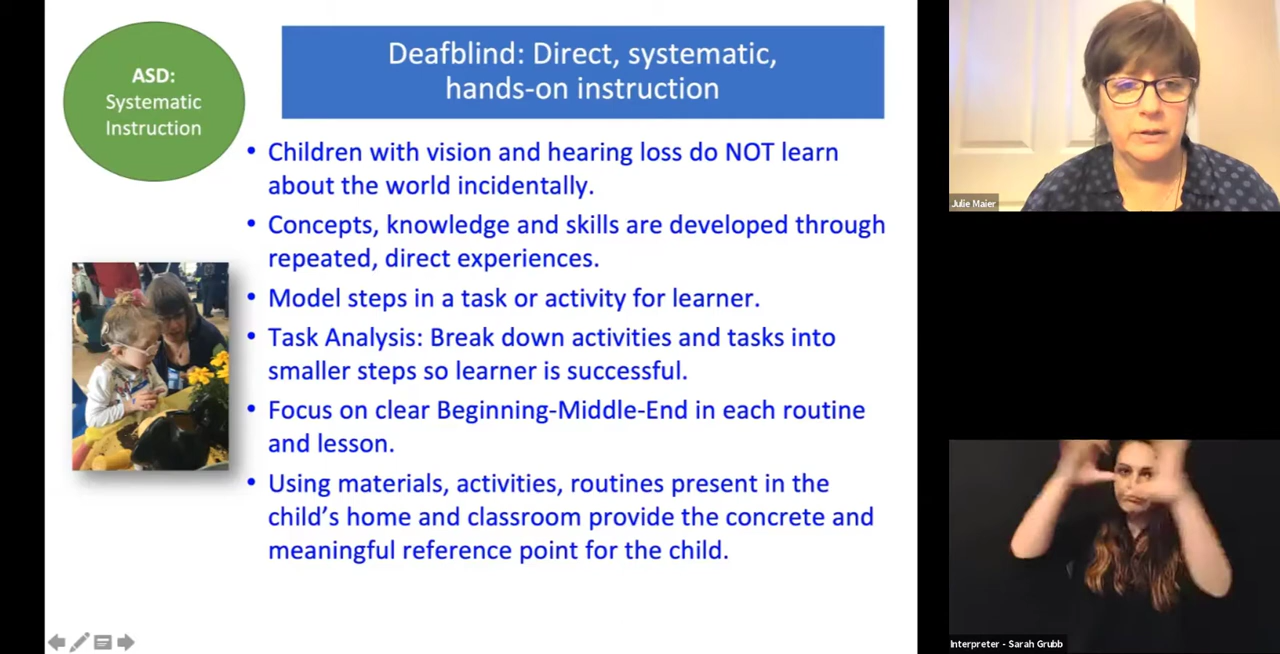 ASD:
Systematic
Instruction
Deafblind: Direct, systematic,
hands-on instruction
• Children with vision and hearing loss do NOT learn
about the world incidentally.
• Concepts, knowledge and skills are developed through
repeated, direct experiences.
• Model steps in a task or activity for learner.
• Task Analysis: Break down activities and tasks into
smaller steps so learner is successful.
• Focus on clear Beginning-Middle-End in each routine
and lesson.
• Using materials, activities, routines present in the
child’s home and classroom provide the concrete and
meaningful reference point for the child.
Julie Maier
Interpreter - Sarah Grubb